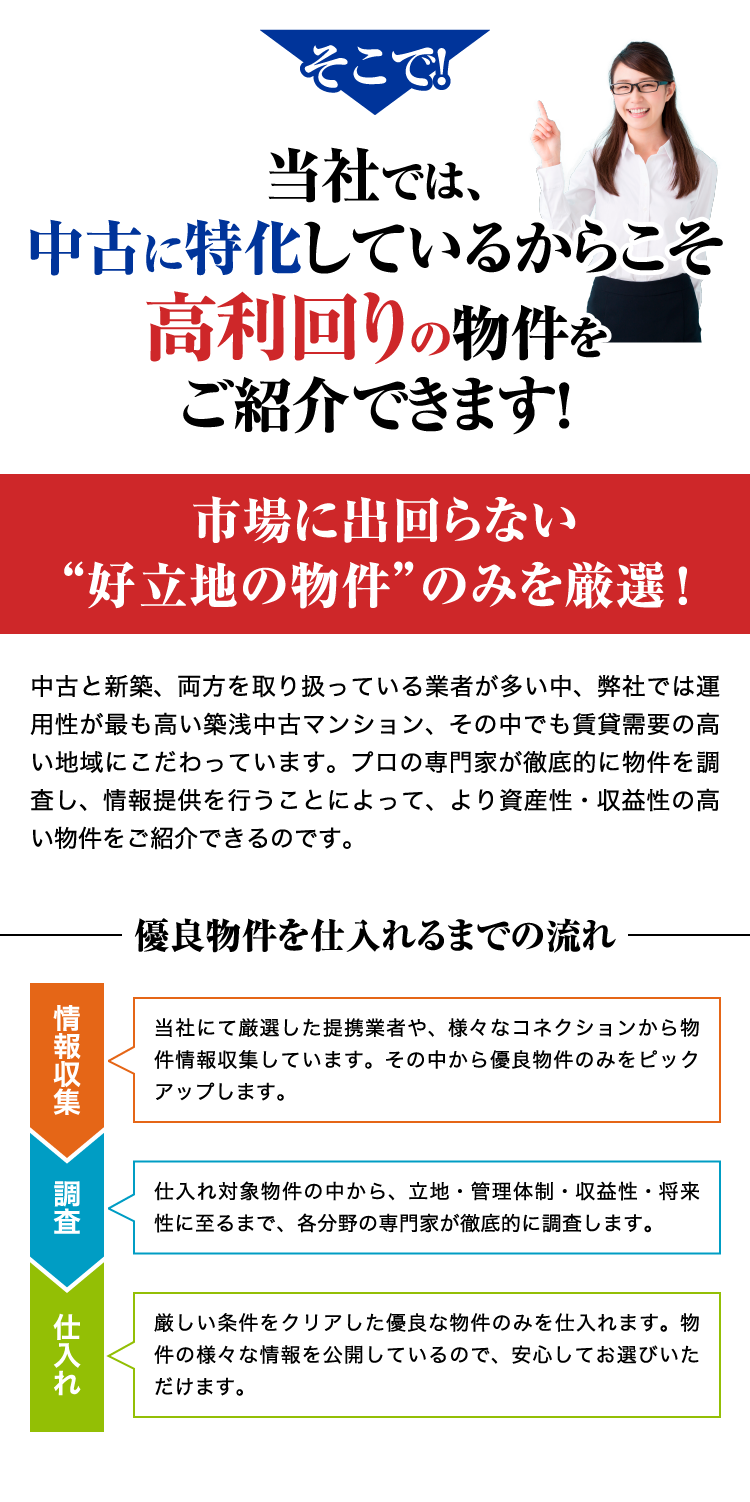 そこで!
当社では、
中古に特化しているからこそ
高利回りの物件を
ご紹介できます!
市場に出回らない
“好立地の物件”のみを厳選!
中古と新築、両方を取り扱っている業者が多い中、弊社では運
用性が最も高い築浅中古マンション、その中でも賃貸需要の高
い地域にこだわっています。プロの専門家が徹底的に物件を調
査し、情報提供を行うことによって、より資産性・収益性の高
い物件をご紹介できるのです。
優良物件を仕入れるまでの流れ
情報収集
当社にて厳選した提携業者や、様々なコネクションから物
件情報収集しています。その中から優良物件のみをピック
アップします。
調査
仕入れ対象物件の中から、立地・管理体制・収益性・将来
性に至るまで、各分野の専門家が徹底的に調査します。
仕入れ
厳しい条件をクリアした優良な物件のみを仕入れます。物
件の様々な情報を公開しているので、安心してお選びいた
だけます。